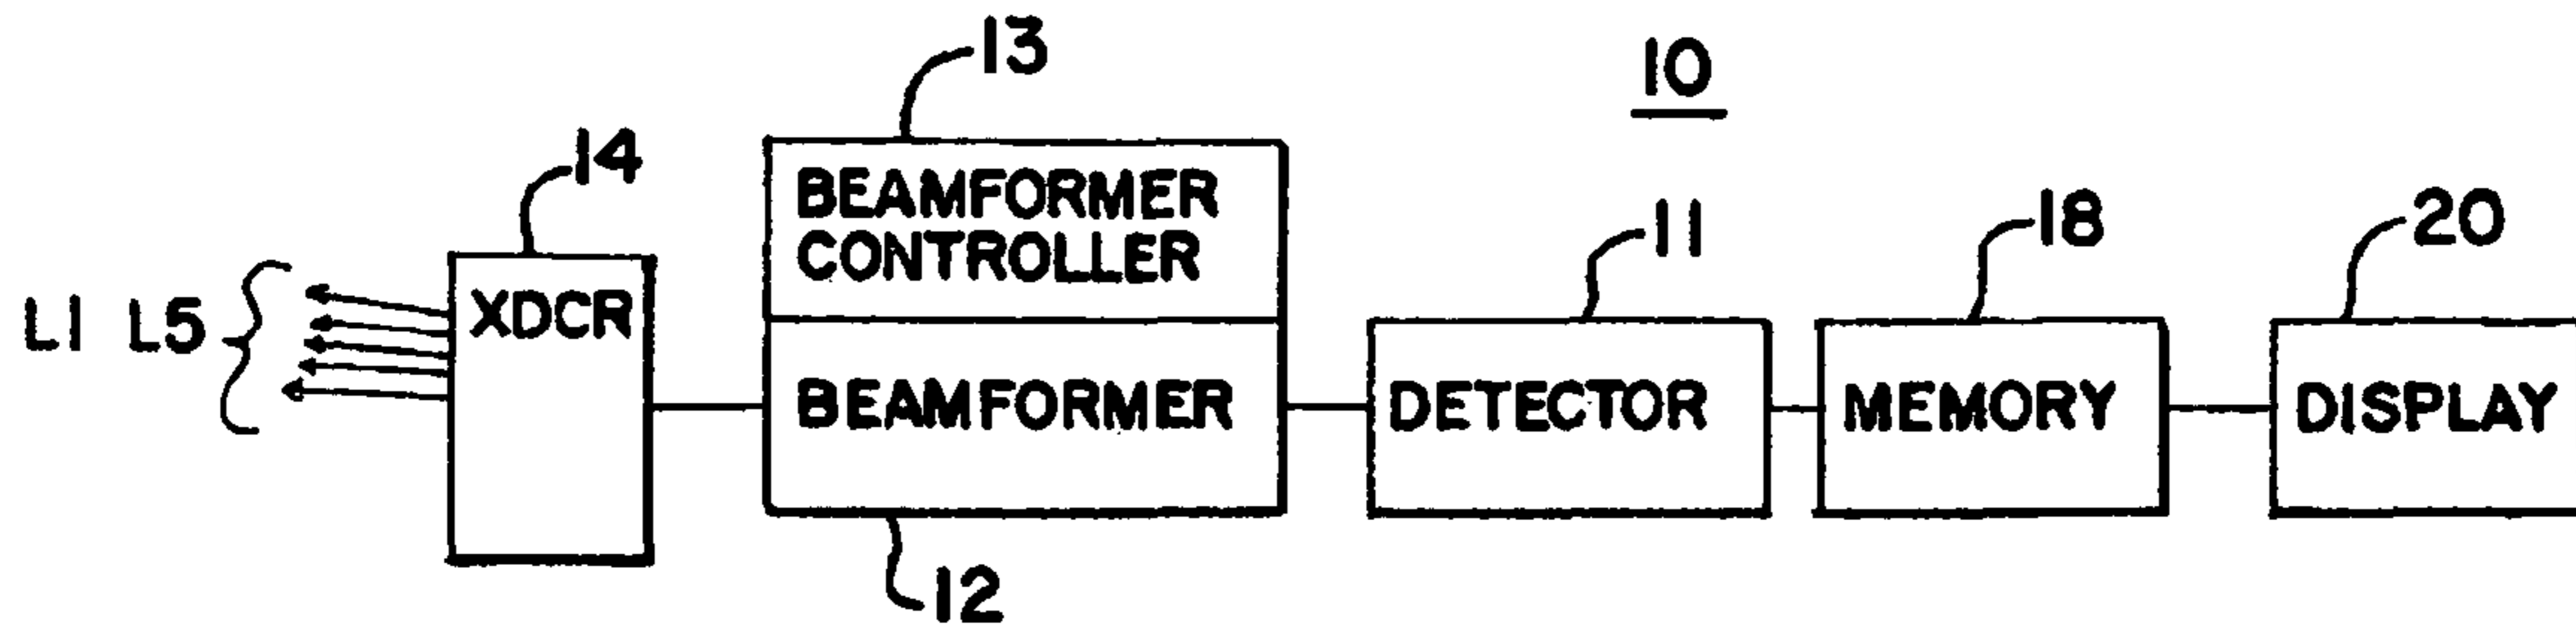 13
10
14
BEAMFORMER
CONTROLLER
11
18
20
L1 L5
XDCR
BEAMFORMER
DETECTOR
MEMORY
DISPLAY
12